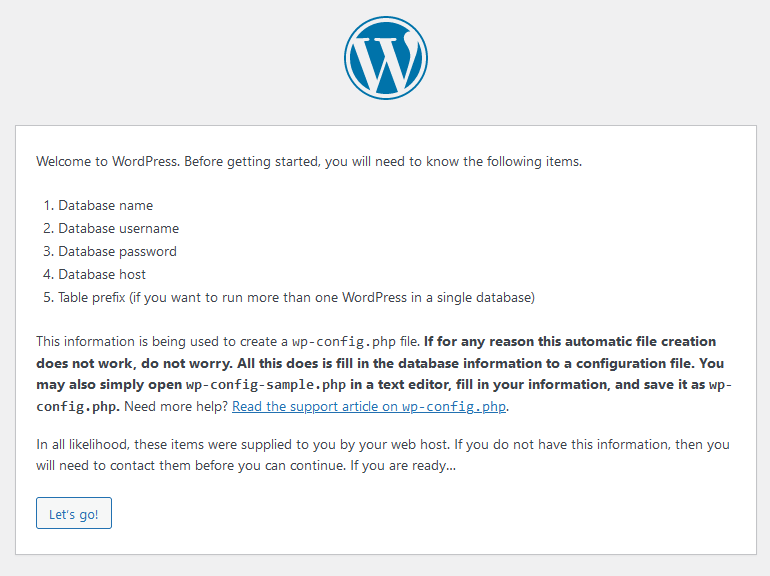 W
Welcome to WordPress. Before getting started, you will need to know the following items.
1. Database name
2. Database username
3. Database password
4. Database host
5. Table prefix (if you want to run more than one WordPress in a single database)
This information is being used to create a wp-config.php file. If for any reason this automatic file creation
does not work, do not worry. All this does is fill in the database information to a configuration file. You
may also simply open wp-config-sample.php in a text editor, fill in your information, and save it as wp-
config.php. Need more help? Read the support article on wp-config.php.
In all likelihood, these items were supplied to you by your web host. If you do not have this information, then you
will need to contact them before you can continue. If you are ready…
Let's go!